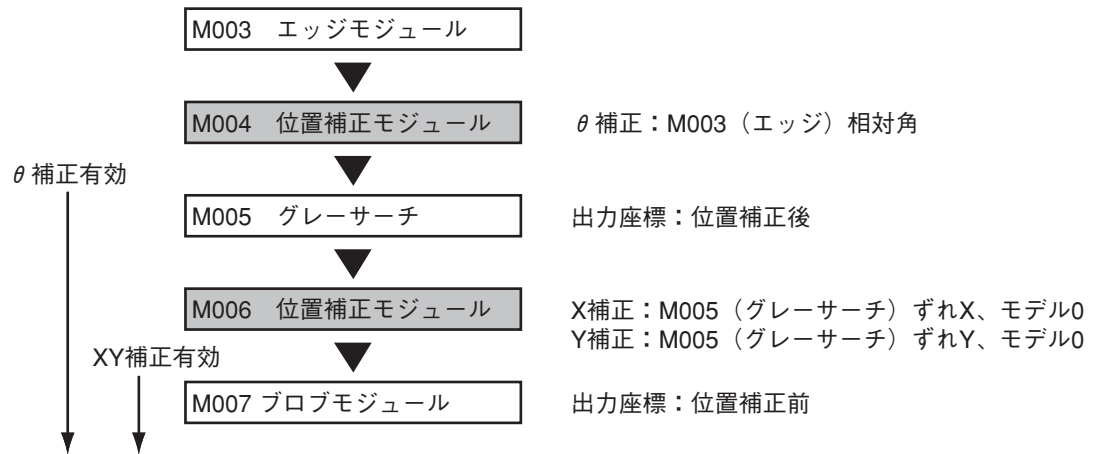 M003　エッジモジュール
M004　位置補正モジュール
θ 補正：M003（エッジ）相対角
θ 補正有効
M005　グレーサーチ
出力座標：位置補正後
M006　位置補正モジュール
X補正：M005（グレーサーチ）ずれX、モデル0
Y補正：M005（グレーサーチ）ずれY、モデル0
XY補正有効
M007 ブロブモジュール
出力座標：位置補正前